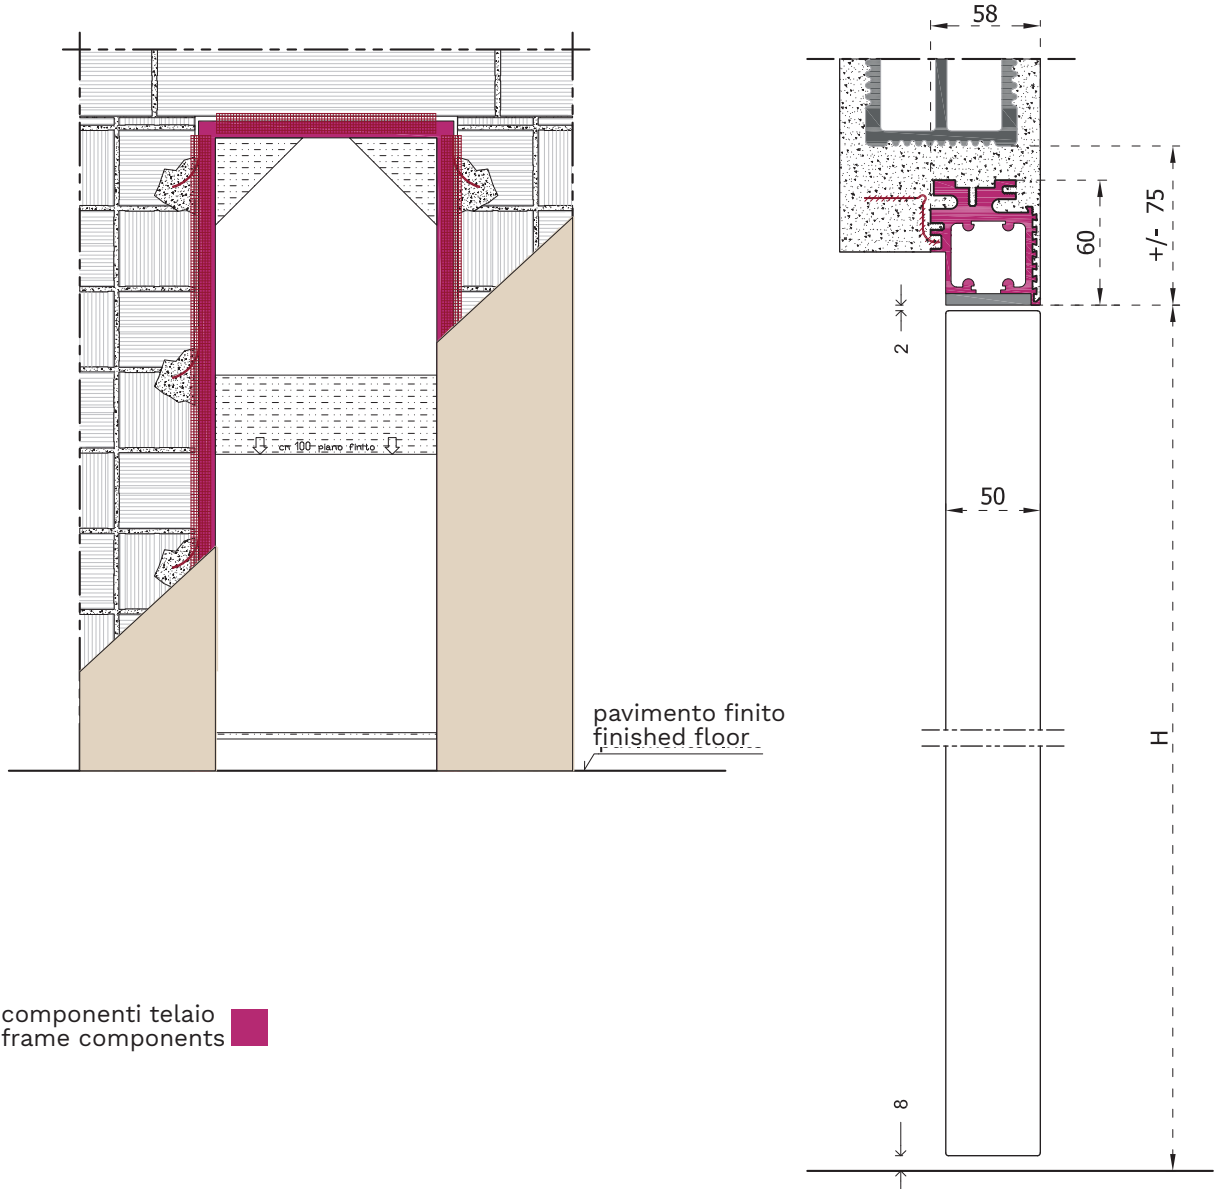 58
+/- 75
60
2
cm 100 piano finito
50
pavimento finito
finished floor
H
componenti telaio
frame components
8